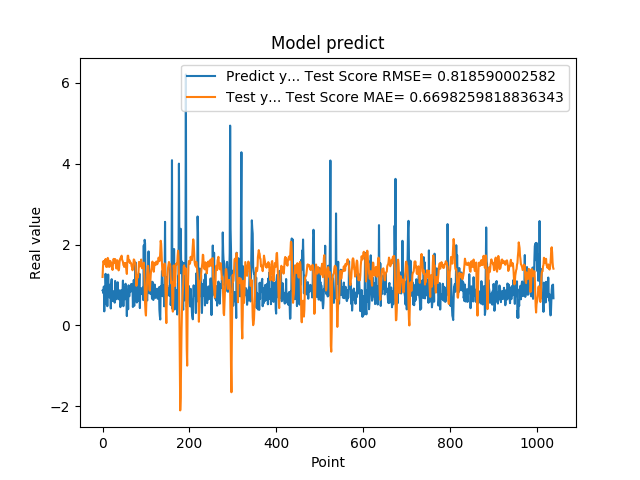 Model predict
Predict y... Test Score RMSE= 0.818590002582
Test y... Test Score MAE= 0.6698259818836343
Real value
6
4
2
0
−2
0 200 400 600 800 1000
Point